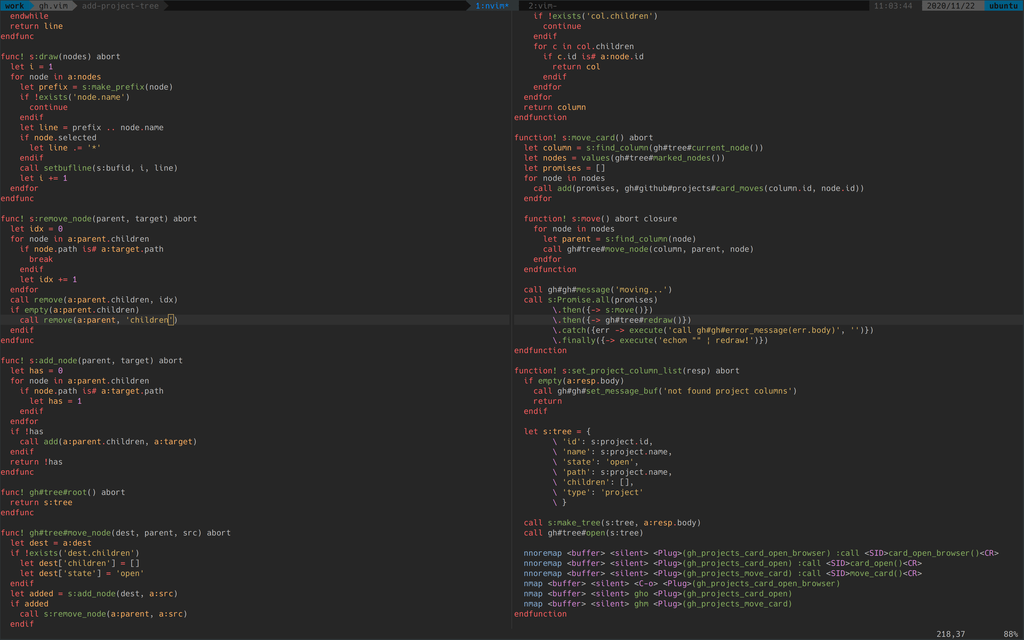 work gh.vim add-project-tree 1:nvim* 2:vim- 11:03:44 2020/11/22 ubuntu
endwhile
return line
endfunc
func! s:draw(nodes) abort
let i = 1
for node in a:nodes
let prefix = s:make_prefix(node)
if !exists('node.name')
continue
endif
let line = prefix .. node.name
if node.selected
let line .= '*'
endif
call setbufline(s:bufid, i, line)
let i += 1
endfor
endfunc
func! s:remove_node(parent, target) abort
let idx = 0
for node in a:parent.children
if node.path is# a:target.path
break
endif
let idx += 1
endfor
call remove(a:parent.children, idx)
if empty(a:parent.children)
call remove(a:parent, 'children')
endif
endfunc
func! s:add_node(parent, target) abort
let has = 0
for node in a:parent.children
if node.path is# a:target.path
let has = 1
endif
endfor
if !has
call add(a:parent.children, a:target)
endif
return !has
endfunc
func! gh#tree#root() abort
return s:tree
endfunc
func! gh#tree#move_node(dest, parent, src) abort
let dest = a:dest
if !exists('dest.children')
let dest['children'] = []
let dest['state'] = 'open'
endif
let added = s:add_node(dest, a:src)
if added
call s:remove_node(a:parent, a:src)
endif
if !exists('col.children')
continue
endif
for c in col.children
if c.id is# a:node.id
return col
endif
endfor
endfor
return column
endfunction
function! s:move_card() abort
let column = s:find_column(gh#tree#current_node())
let nodes = values(gh#tree#marked_nodes())
let promises = []
for node in nodes
call add(promises, gh#github#projects#card_moves(column.id, node.id))
endfor
function! s:move() abort closure
for node in nodes
let parent = s:find_column(node)
call gh#tree#move_node(column, parent, node)
endfor
endfunction
call gh#gh#message('moving...')
call s:Promise.all(promises)
\.then({-> s:move()})
\.then({-> gh#tree#redraw()})
\.catch({err -> execute('call gh#gh#error_message(err.body)', '')})
\.finally({-> execute('echom "" | redraw!')})
endfunction
function! s:set_project_column_list(resp) abort
if empty(a:resp.body)
call gh#gh#set_message_buf('not found project columns')
return
endif
let s:tree = {
\ 'id': s:project.id,
\ 'name': s:project.name,
\ 'state': 'open',
\ 'path': s:project.name,
\ 'children': [],
\ 'type': 'project'
\ }
call s:make_tree(s:tree, a:resp.body)
call gh#tree#open(s:tree)
nnoremap <buffer> <silent> <Plug>(gh_projects_card_open_browser) :call <SID>card_open_browser()<CR>
nnoremap <buffer> <silent> <Plug>(gh_projects_card_open) :call <SID>card_open()<CR>
nnoremap <buffer> <silent> <Plug>(gh_projects_move_card) :call <SID>move_card()<CR>
nmap <buffer> <silent> <C-o> <Plug>(gh_projects_card_open_browser)
nmap <buffer> <silent> gho <Plug>(gh_projects_card_open)
nmap <buffer> <silent> ghm <Plug>(gh_projects_move_card)
endfunction
218,37 88%